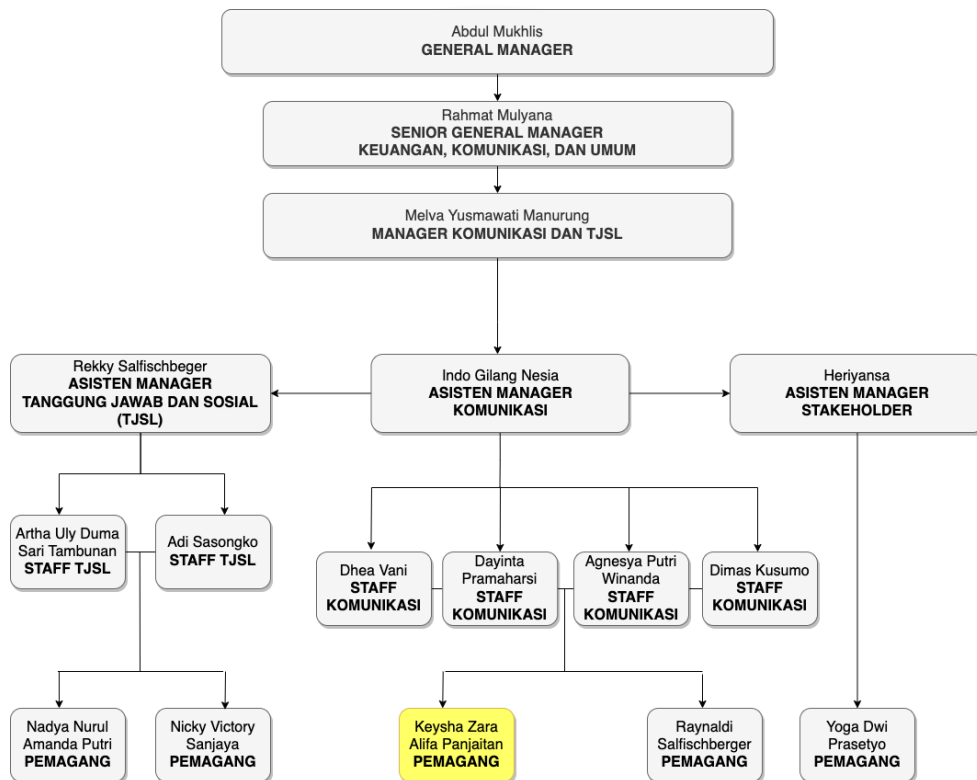 Abdul Mukhlis
GENERAL MANAGER
Rahmat Mulyana
SENIOR GENERAL MANAGER
KEUANGAN, KOMUNIKASI, DAN UMUM
Melva Yusmawati Manurung
MANAGER KOMUNIKASI DAN TJSL
Rekky Salfischbeger
ASISTEN MANAGER
TANGGUNG JAWAB DAN SOSIAL
(TJSL)
Indo Gilang Nesia
ASISTEN MANAGER
KOMUNIKASI
Heriyansa
ASISTEN MANAGER
STAKEHOLDER
Artha Uly Duma
Sari Tambunan
STAFF TJSL
Adi Sasongko
STAFF TJSL
Dhea Vani
STAFF
KOMUNIKASI
Dayinta
Pramaharsi
STAFF
KOMUNIKASI
Agnesya Putri
Winanda
STAFF
KOMUNIKASI
Dimas Kusumo
STAFF
KOMUNIKASI
Nadya Nurul
Amanda Putri
PEMAGANG
Nicky Victory
Sanjaya
PEMAGANG
Keysha Zara
Alifa Panjaitan
PEMAGANG
Raynaldi
Salfischberger
PEMAGANG
Yoga Dwi
Prasetyo
PEMAGANG